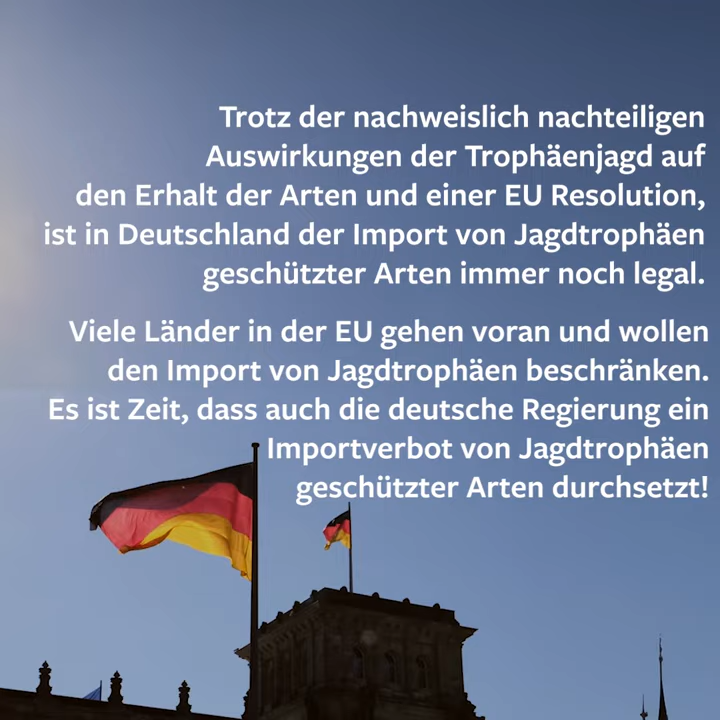 Trotz der nachweislich nachteiligen
Auswirkungen der Trophäenjagd auf
den Erhalt der Arten und einer EU Resolution,
ist in Deutschland der Import von Jagdtrophäen
geschützter Arten immer noch legal.
Viele Länder in der EU gehen voran und wollen
den Import von Jagdtrophäen beschränken.
Es ist Zeit, dass auch die deutsche Regierung ein
Importverbot von Jagdtrophäen
geschützter Arten durchsetzt!